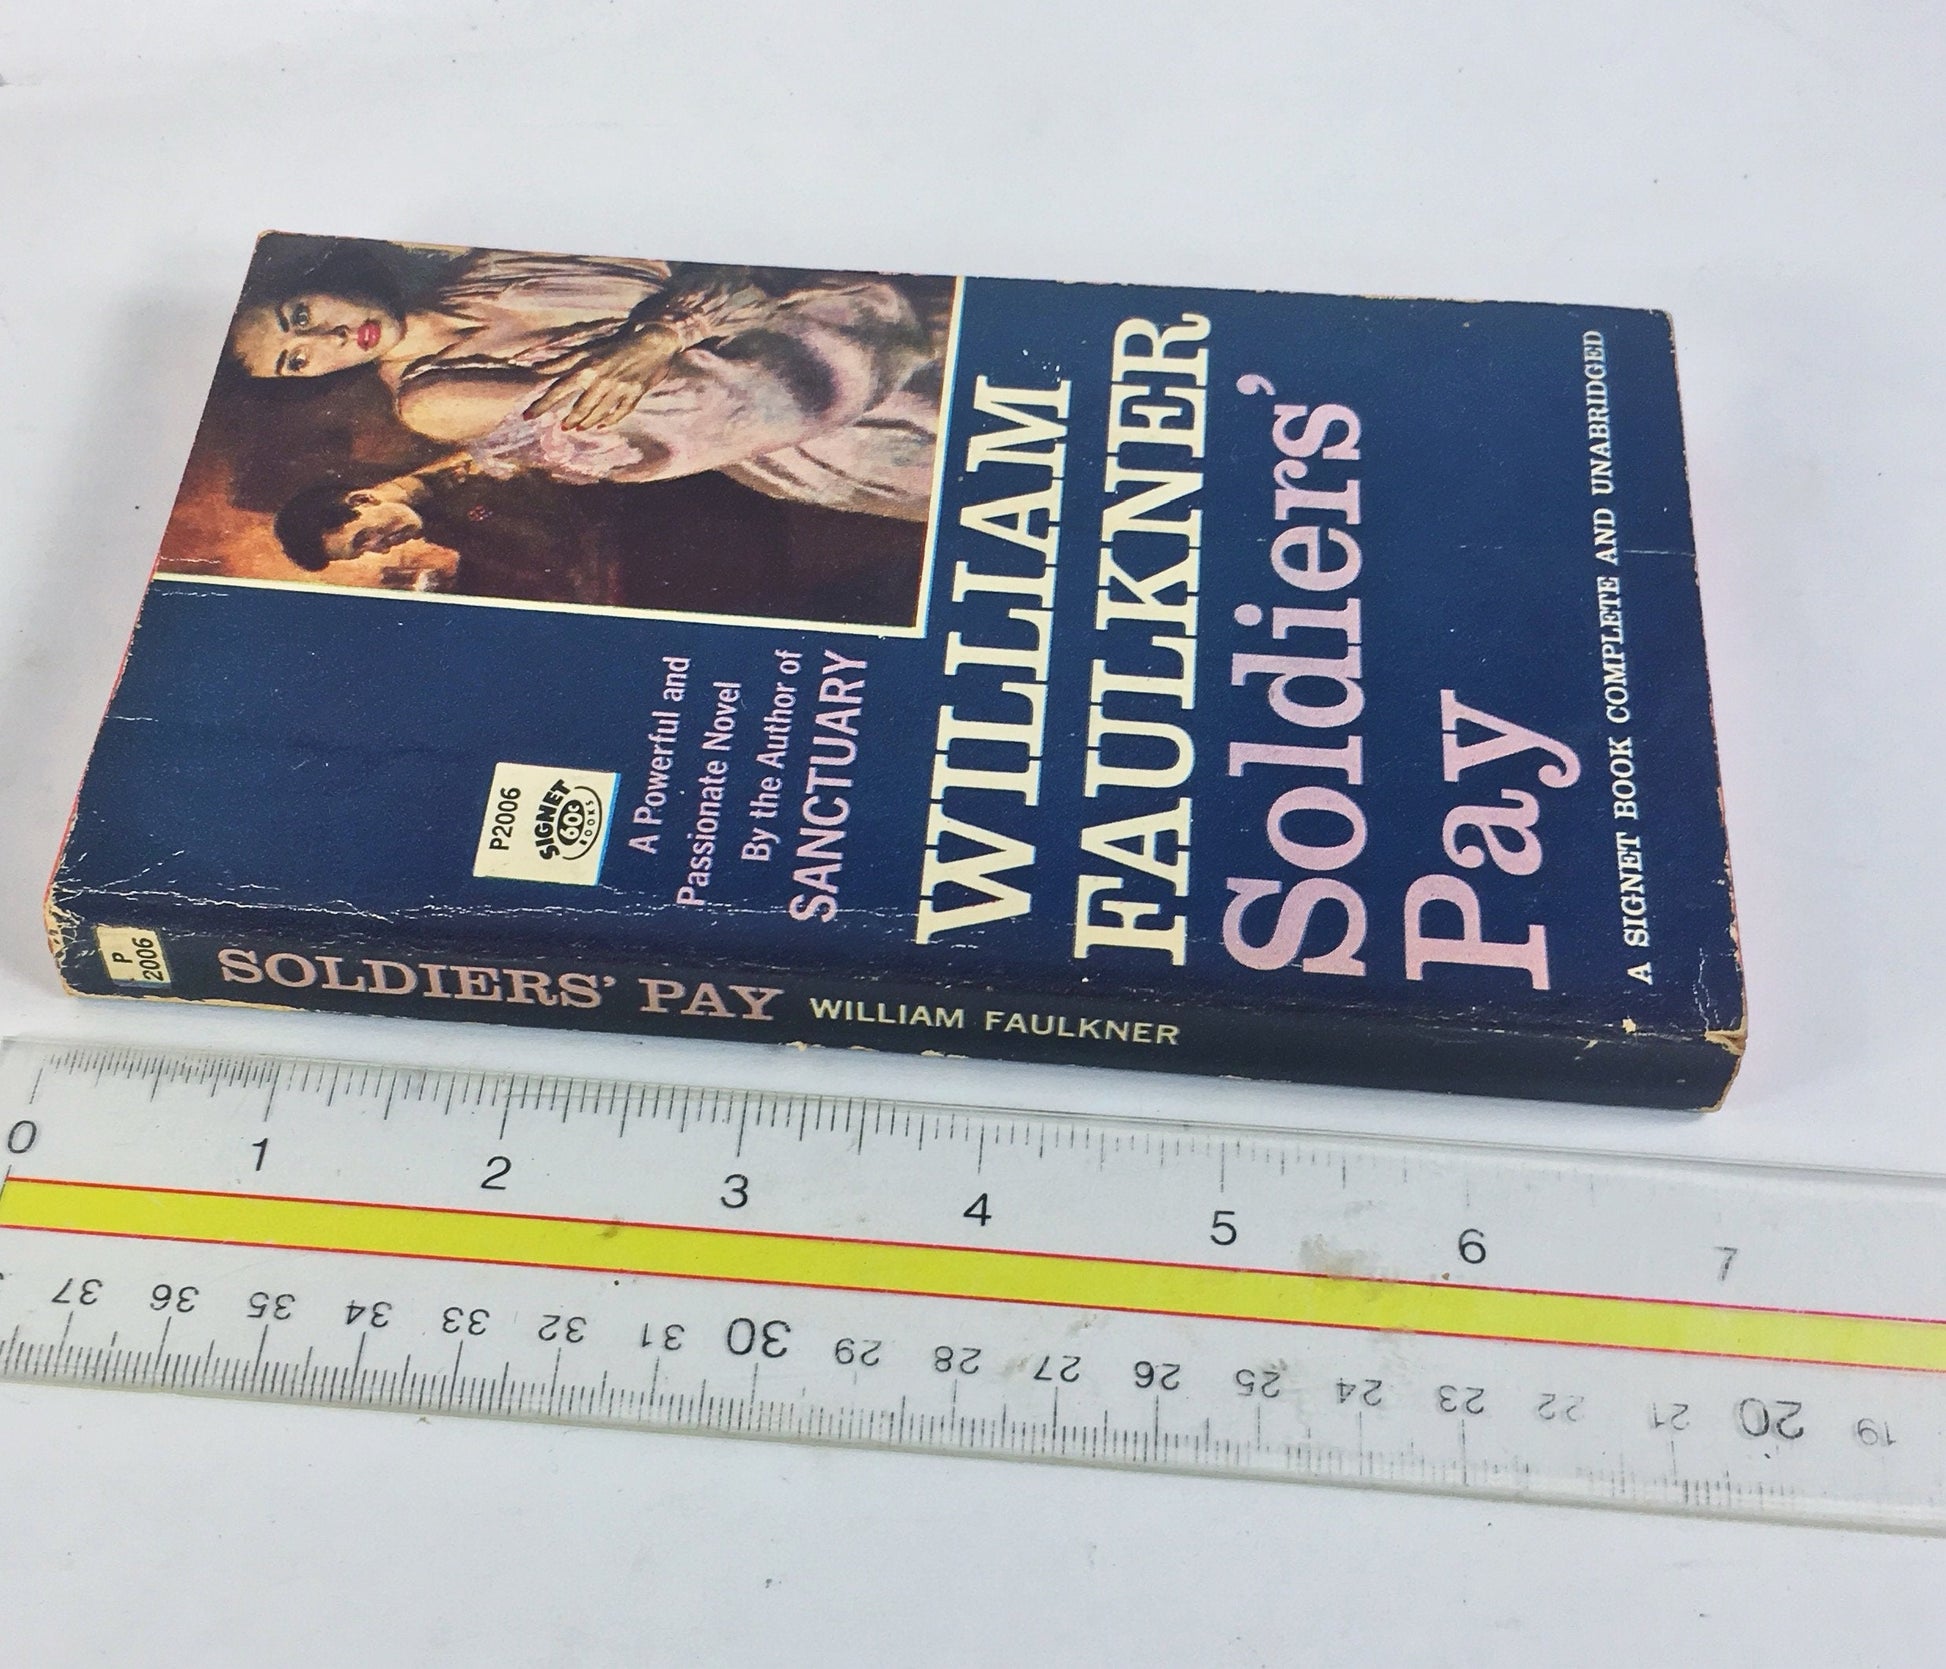 P2006
SIGNET
60¢
BOOKS
A Powerful and
Passionate Novel
By the Author of
SANCTUARY
WILLIAM
FAULKNER
Soldiers'
Pay
A SIGNET BOOK COMPLETE AND UNABRIDGED
P
2006
SOLDIERS' PAY WILLIAM FAULKNER
0 1 2 3 4 5 6 7
37 36 35 34 33 32 31 30 29 28 27 26 25 24 23 22 21 20 19